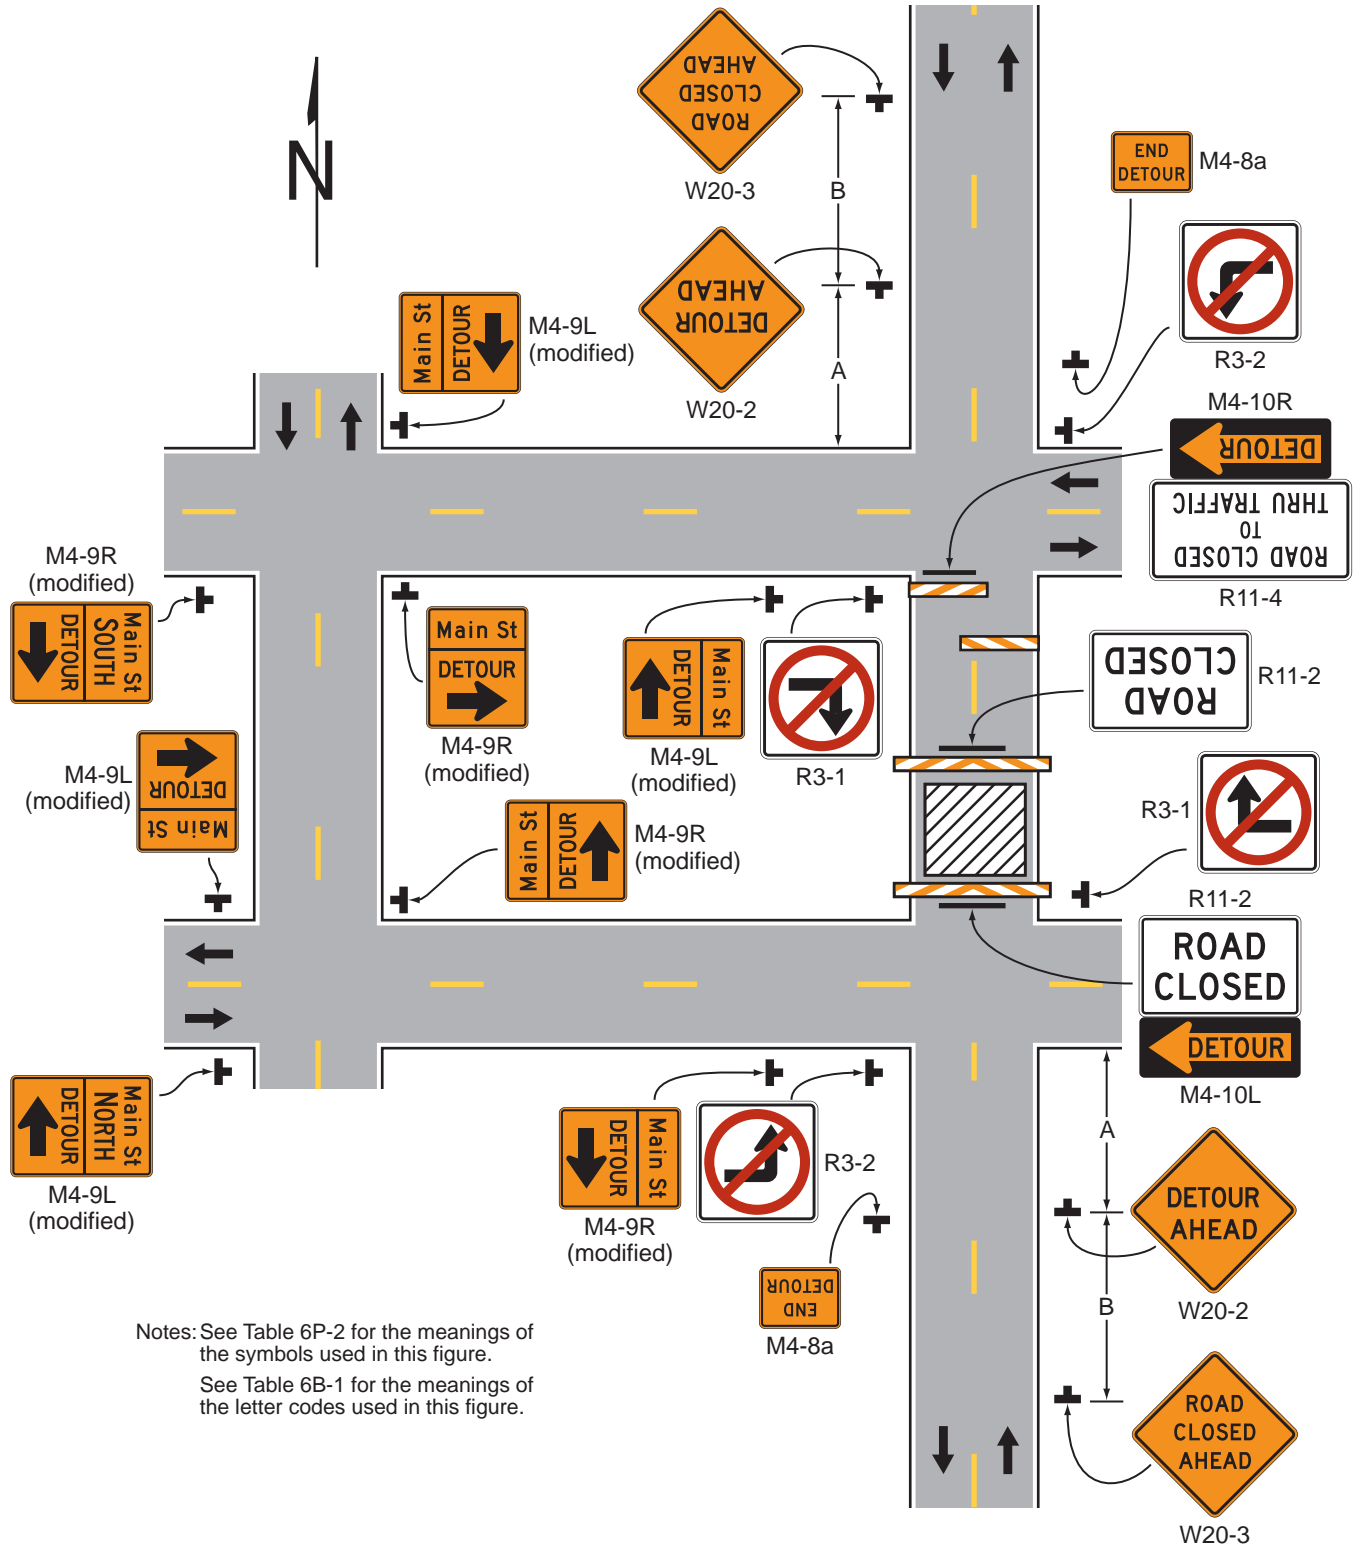 ROAD
CLOSED
AHEAD
W20-3
B
N
END
DETOUR
M4-8a
DETOUR
AHEAD
W20-2
A
R3-2
Main St
DETOUR
M4-9L
(modified)
M4-10R
DETOUR
ROAD CLOSED
TO
THRU TRAFFIC
R11-4
M4-9R
(modified)
Main St
SOUTH
DETOUR
Main St
DETOUR
M4-9R
(modified)
Main St
DETOUR
M4-9L
(modified)
R3-1
ROAD
CLOSED
R11-2
M4-9L
(modified)
Main St
DETOUR
Main St
DETOUR
M4-9R
(modified)
R3-1
R11-2
ROAD
CLOSED
DETOUR
M4-10L
Main St
NORTH
DETOUR
M4-9L
(modified)
Main St
DETOUR
M4-9R
(modified)
R3-2
END
DETOUR
M4-8a
A
DETOUR
AHEAD
W20-2
B
ROAD
CLOSED
AHEAD
W20-3
Notes: See Table 6P-2 for the meanings of
the symbols used in this figure.
See Table 6B-1 for the meanings of
the letter codes used in this figure.